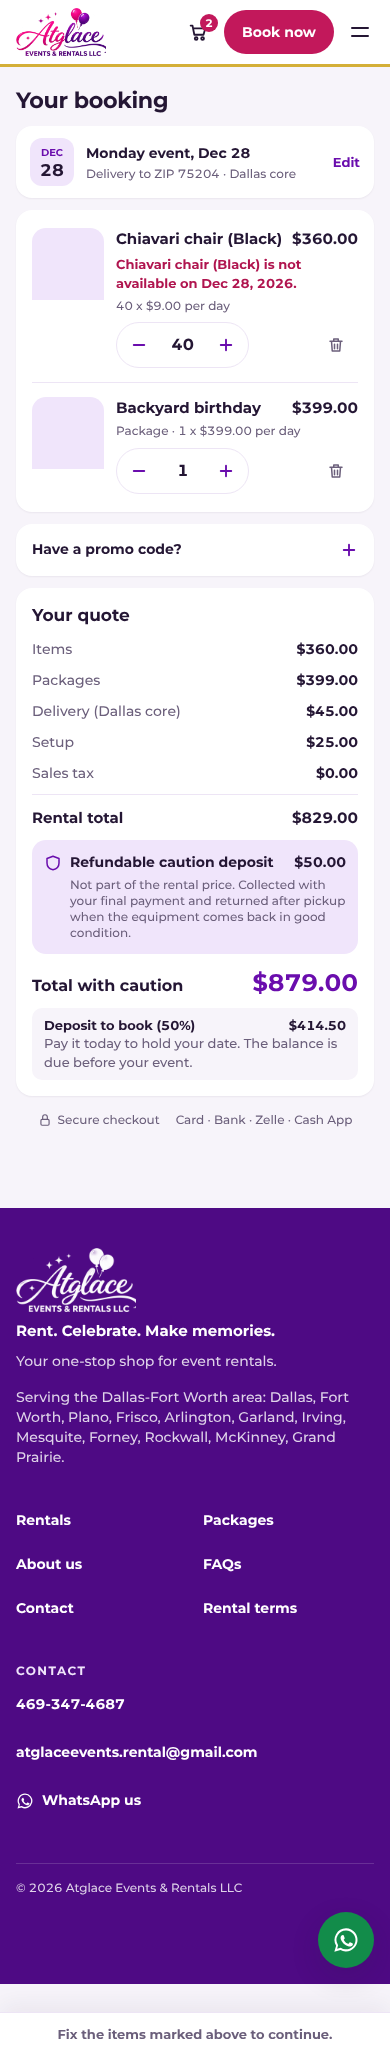 Atglace
EVENTS & RENTALS LLC
2
Book now
Your booking
DEC
28
Monday event, Dec 28
Delivery to ZIP 75204 · Dallas core
Edit
Chiavari chair (Black) $360.00
Chiavari chair (Black) is not
available on Dec 28, 2026.
40 x $9.00 per day
− 40 +
Backyard birthday $399.00
Package · 1 x $399.00 per day
− 1 +
Have a promo code? +
Your quote
Items $360.00
Packages $399.00
Delivery (Dallas core) $45.00
Setup $25.00
Sales tax $0.00
Rental total $829.00
Refundable caution deposit $50.00
Not part of the rental price. Collected with
your final payment and returned after pickup
when the equipment comes back in good
condition.
Total with caution $879.00
Deposit to book (50%) $414.50
Pay it today to hold your date. The balance is
due before your event.
Secure checkout Card · Bank · Zelle · Cash App
Atglace
EVENTS & RENTALS LLC
Rent. Celebrate. Make memories.
Your one-stop shop for event rentals.
Serving the Dallas-Fort Worth area: Dallas, Fort
Worth, Plano, Frisco, Arlington, Garland, Irving,
Mesquite, Forney, Rockwall, McKinney, Grand
Prairie.
Rentals Packages
About us FAQs
Contact Rental terms
CONTACT
469-347-4687
atglaceevents.rental@gmail.com
WhatsApp us
© 2026 Atglace Events & Rentals LLC
Fix the items marked above to continue.